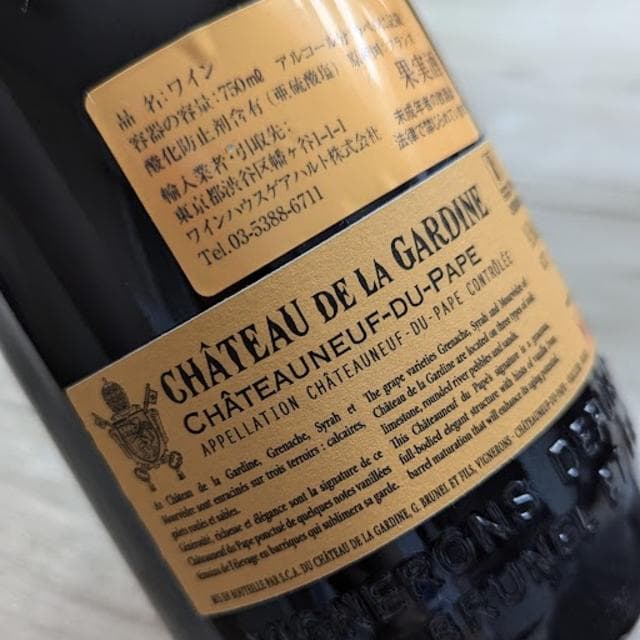 品 名:ワイン
容器の容量:750mℓ アルコール
酸化防止剤含有(亜硫酸塩)
輸入業者・引取先:
東京都渋谷区幡ヶ谷1-1-1
ワインハウスケアハルト株式会社
Tel.03-5388-6711
果実酒
CHÂTEAU DE LA GARDINE
CHÂTEAUNEUF-DU-PAPE
APPELLATION CHÂTEAUNEUF-DU-PAPE CONTRÔLÉE
Au Château de la Gardine, Grenache, Syrah et
Mourvèdre sont enracinés sur trois terroirs : calcaires,
galets roulés et sables.
Générosité, richesse et élégance sont la signature de ce
Châteauneuf du Pape ponctué de quelques notes vanillées
issues de l'élevage en barriques qui sublimera sa garde.
The grape varieties Grenache, Syrah and Mourvèdre of
Château de la Gardine are located on three types of soil:
limestone, rounded river pebbles and sands.
This Châteauneuf du Pape's signature is a generous,
full-bodied elegant structure with hints of vanilla from
barrel maturation that will enhance its aging potential.
MIS EN BOUTEILLE PAR S.C.A. DU CHÂTEAU DE LA GARDINE, G. BRUNEL ET FILS, VIGNERONS - CHÂTEAUNEUF-DU-PAPE
VIGNERONS DE
BRUNEL